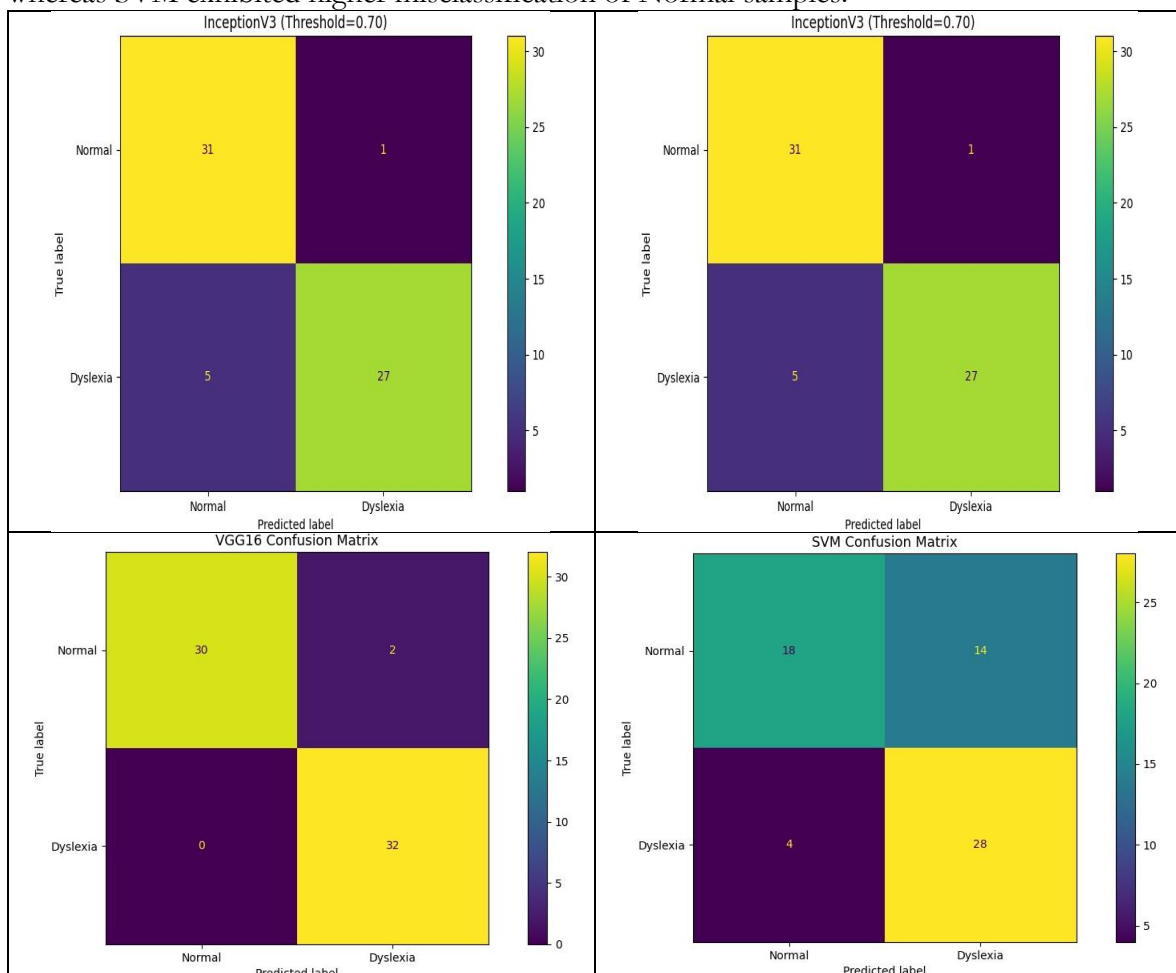 whereas SVM exhibited higher misclassification of Normal samples.
InceptionV3 (Threshold=0.70)
True label
Normal
31
1
Dyslexia
5
27
Normal
Dyslexia
Predicted label
30
25
20
15
10
5
InceptionV3 (Threshold=0.70)
True label
Normal
31
1
Dyslexia
5
27
Normal
Dyslexia
Predicted label
30
25
20
15
10
5
VGG16 Confusion Matrix
True label
Normal
30
2
Dyslexia
0
32
Normal
Dyslexia
Predicted label
30
25
20
15
10
5
0
SVM Confusion Matrix
True label
Normal
18
14
Dyslexia
4
28
Normal
Dyslexia
Predicted label
25
20
15
10
5